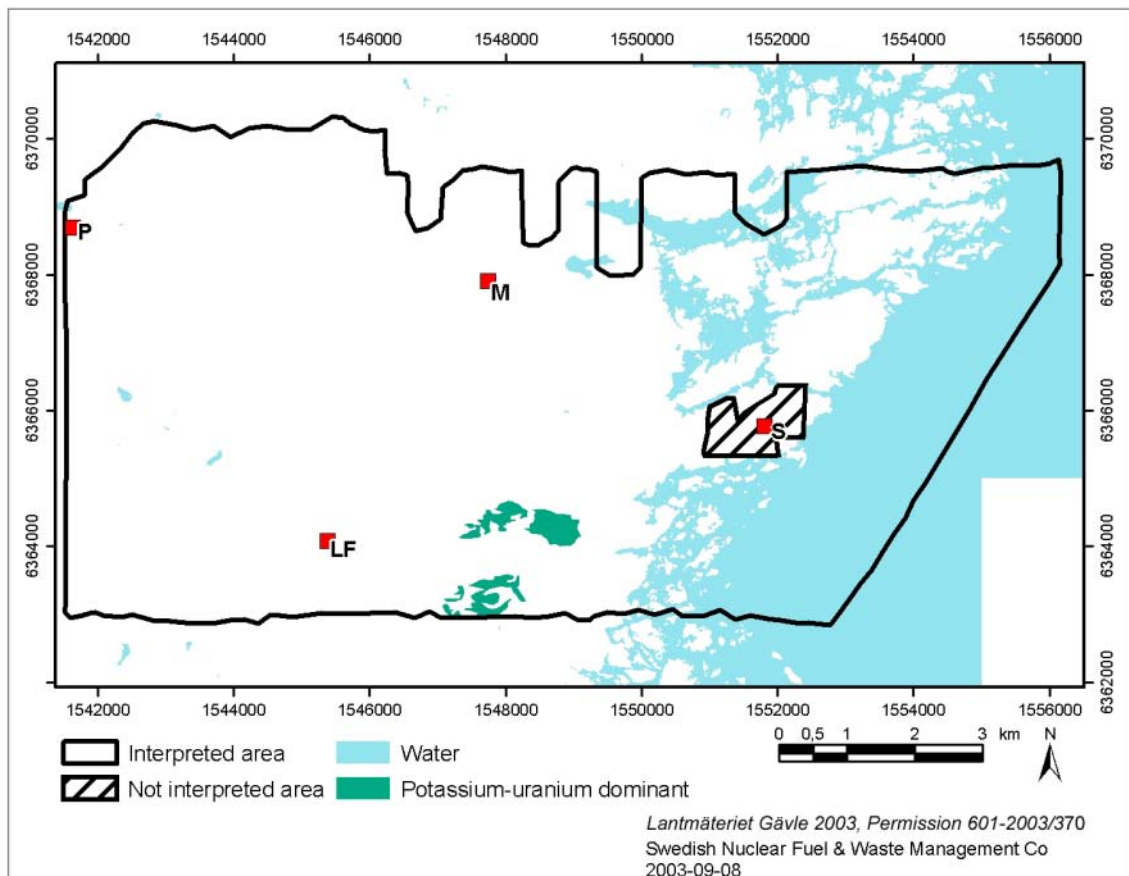 1542000 1544000 1546000 1548000 1550000 1552000 1554000 1556000
6370000 6370000
P
M
6368000 6368000
6366000 6366000
S
LF
6364000 6364000
6362000 6362000
1542000 1544000 1546000 1548000 1550000 1552000 1554000 1556000
Interpreted area Water
Not interpreted area Potassium-uranium dominant
0 0,5 1 2 3 km N
Lantmäteriet Gävle 2003, Permission 601-2003/370
Swedish Nuclear Fuel & Waste Management Co
2003-09-08